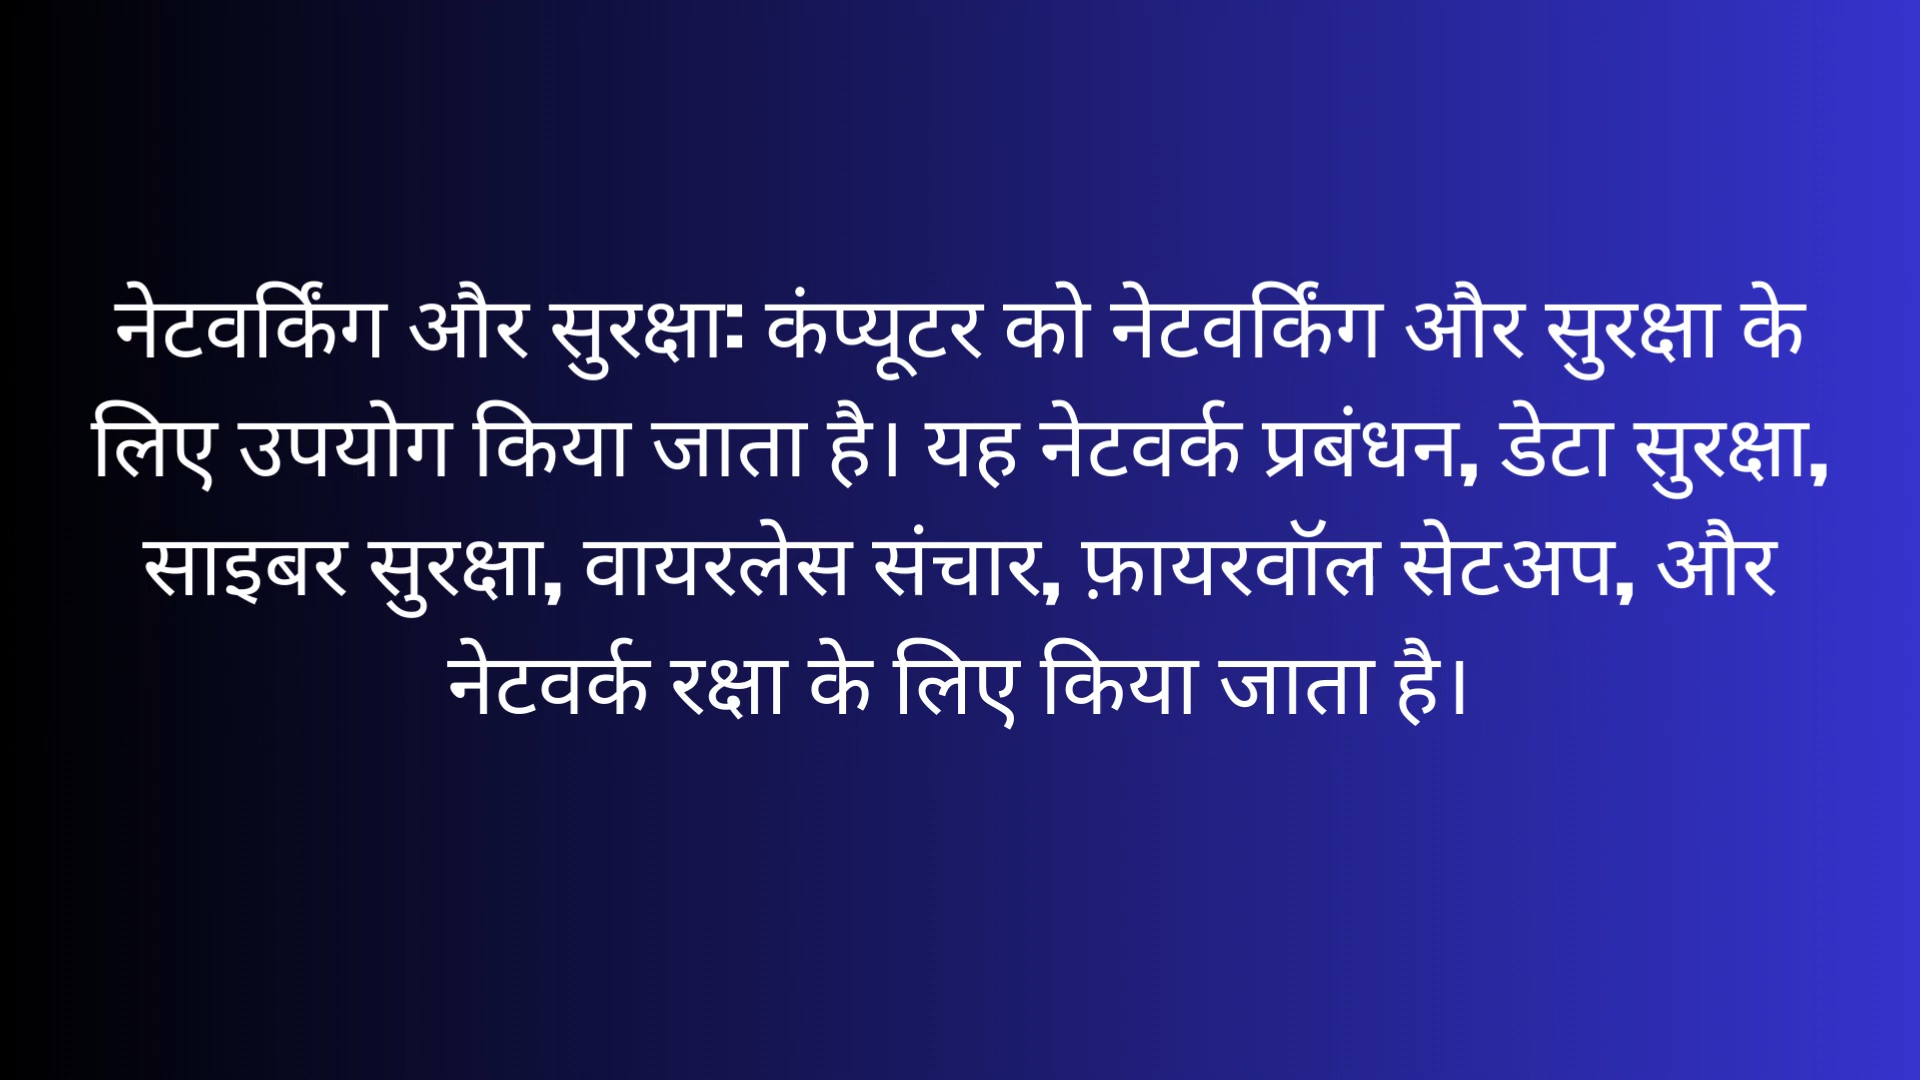 नेटवर्किंग और सुरक्षा: कंप्यूटर को नेटवर्किंग और सुरक्षा के
लिए उपयोग किया जाता है। यह नेटवर्क प्रबंधन, डेटा सुरक्षा,
साइबर सुरक्षा, वायरलेस संचार, फ़ायरवॉल सेटअप, और
नेटवर्क रक्षा के लिए किया जाता है।